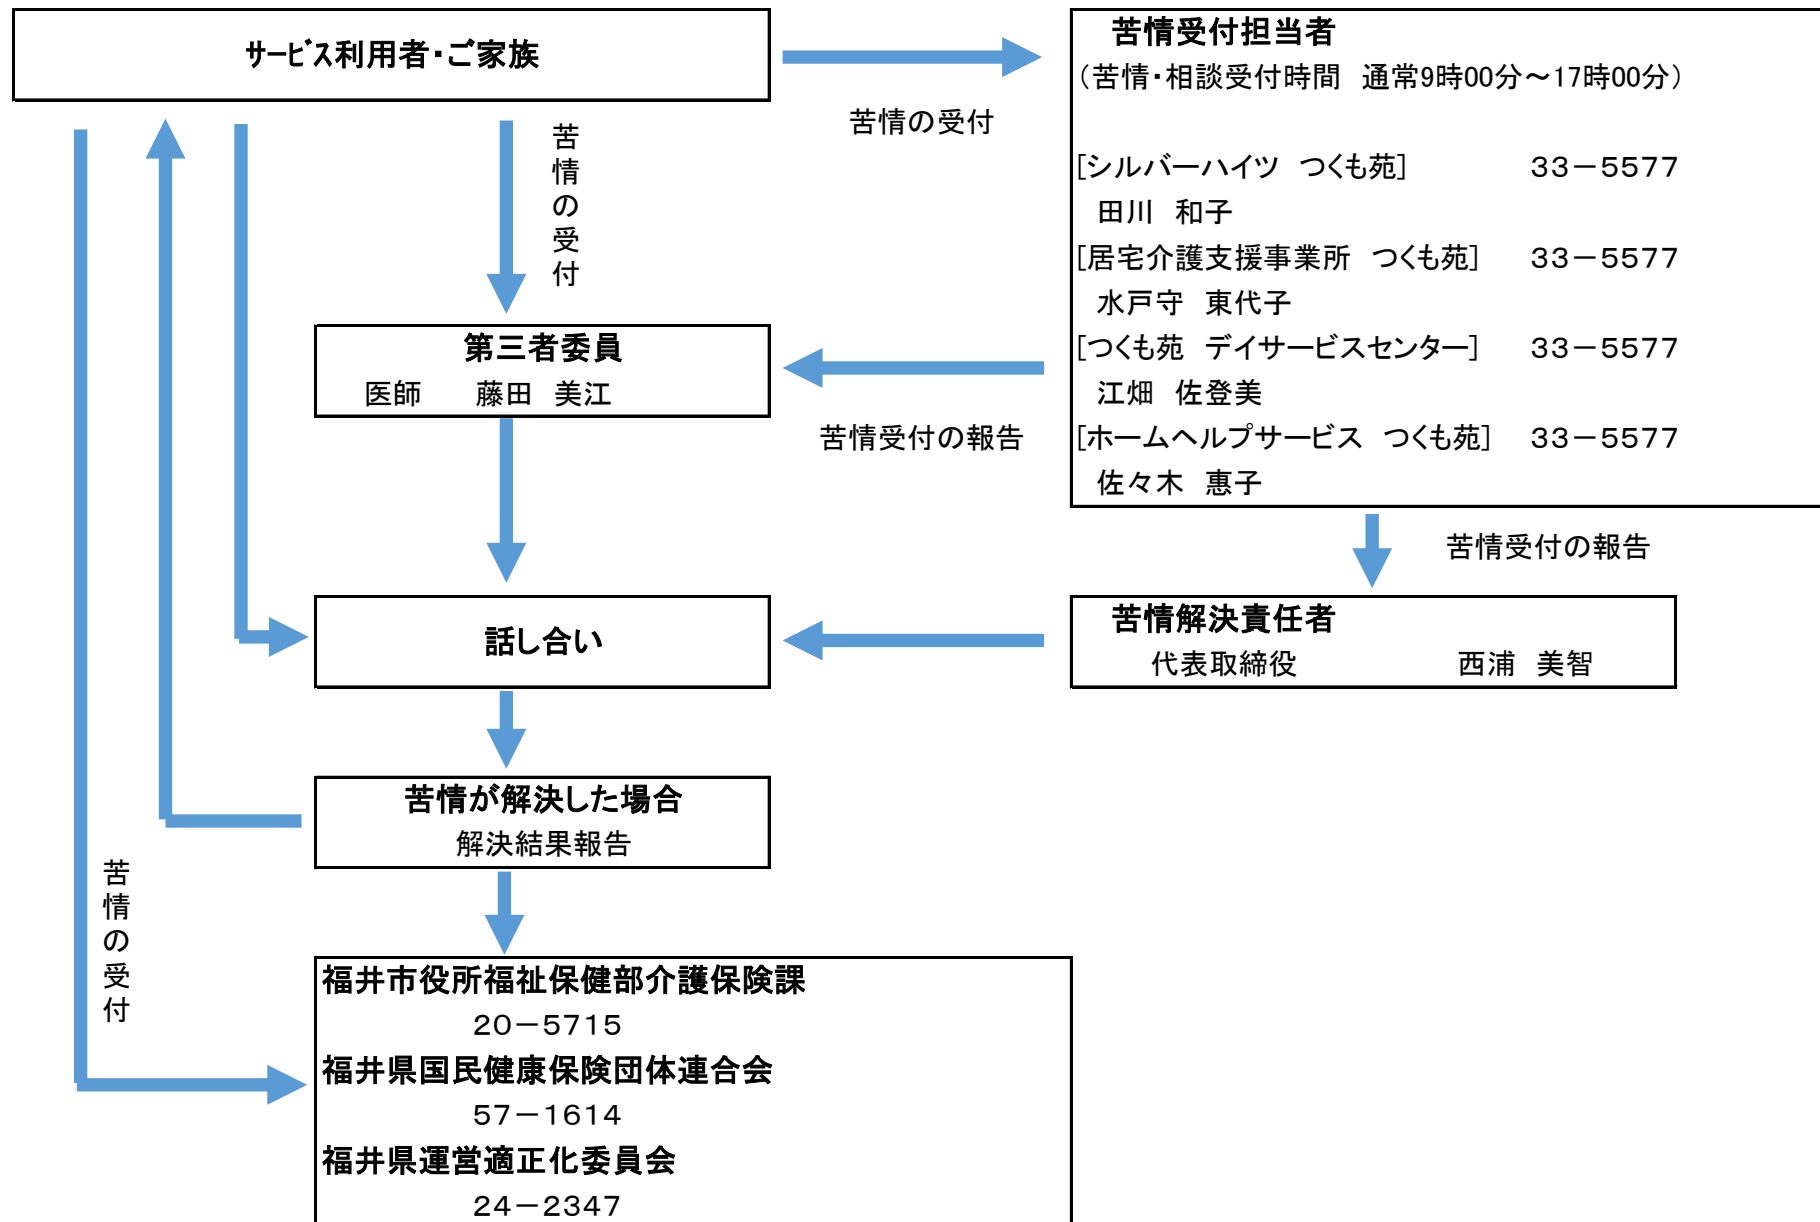 サービス利用者・ご家族
苦情の受付
苦情受付担当者
（苦情・相談受付時間　通常9時00分～17時00分）
[シルバーハイツ　つくも苑]　33－5577
田川　和子
[居宅介護支援事業所　つくも苑]　33－5577
水戸守　東代子
[つくも苑　デイサービスセンター]　33－5577
江畑　佐登美
[ホームヘルプサービス　つくも苑]　33－5577
佐々木　惠子
苦情の受付
第三者委員
医師　藤田　美江
苦情受付の報告
苦情受付の報告
話し合い
苦情解決責任者
代表取締役　西浦　美智
苦情が解決した場合
解決結果報告
苦情の受付
福井市役所福祉保健部介護保険課
20－5715
福井県国民健康保険団体連合会
57－1614
福井県運営適正化委員会
24－2347